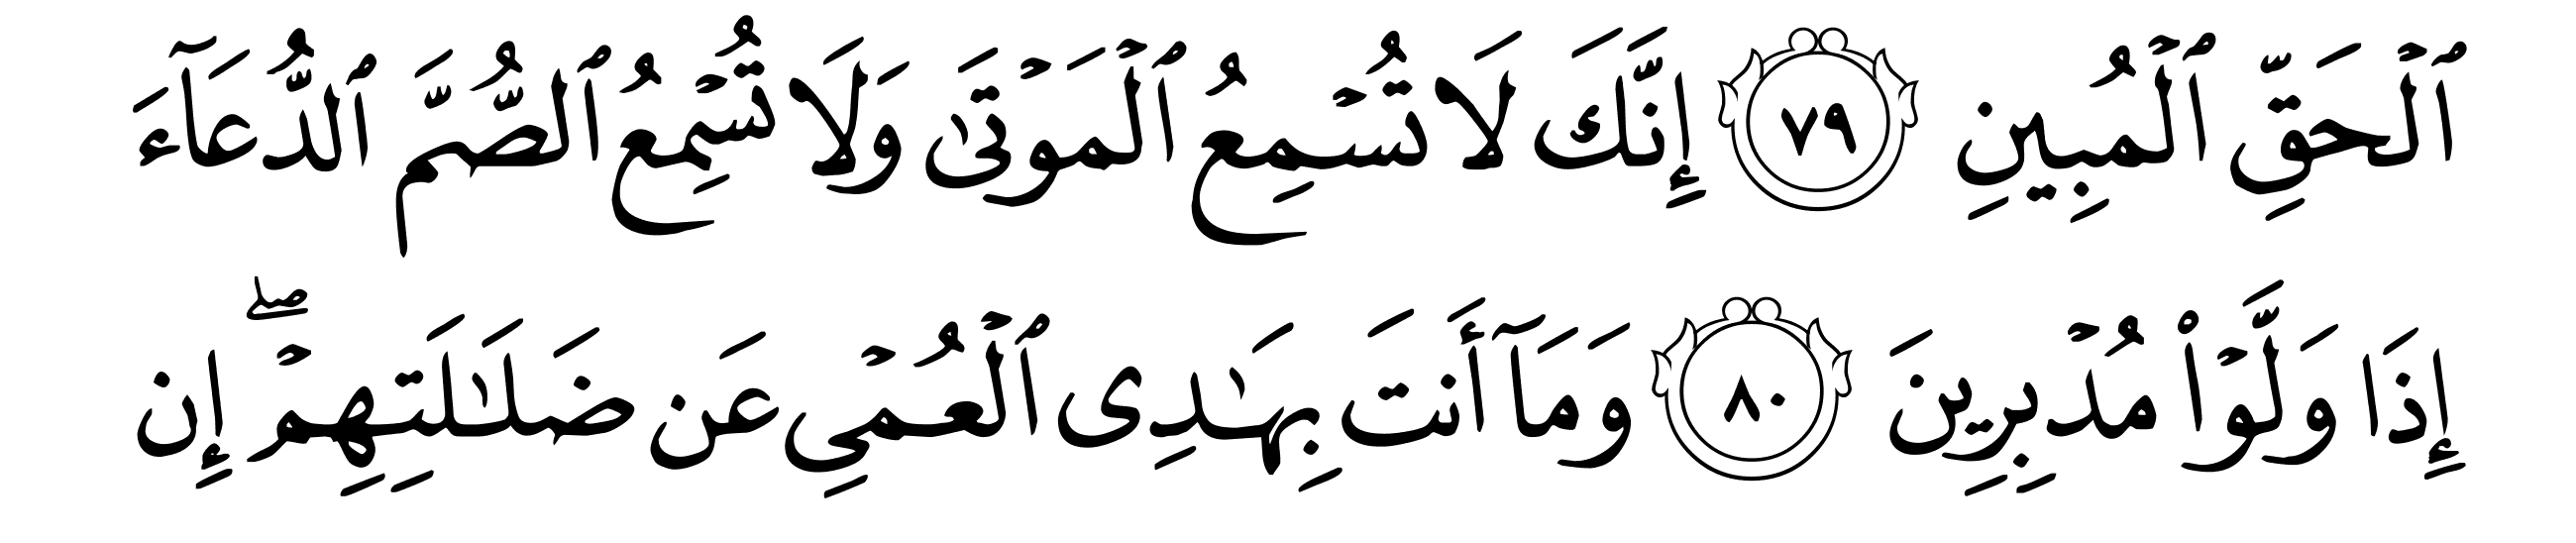 ٱلۡحَقِّ ٱلۡمُبِينِ ٧٩ إِنَّكَ لَا تُسۡمِعُ ٱلۡمَوۡتَىٰ وَلَا تُسۡمِعُ ٱلصُّمَّ ٱلدُّعَآءَ
إِذَا وَلَّوۡاْ مُدۡبِرِينَ ٨٠ وَمَآ أَنتَ بِهَٰدِي ٱلۡعُمۡيِ عَن ضَلَٰلَتِهِمۡۖ إِن